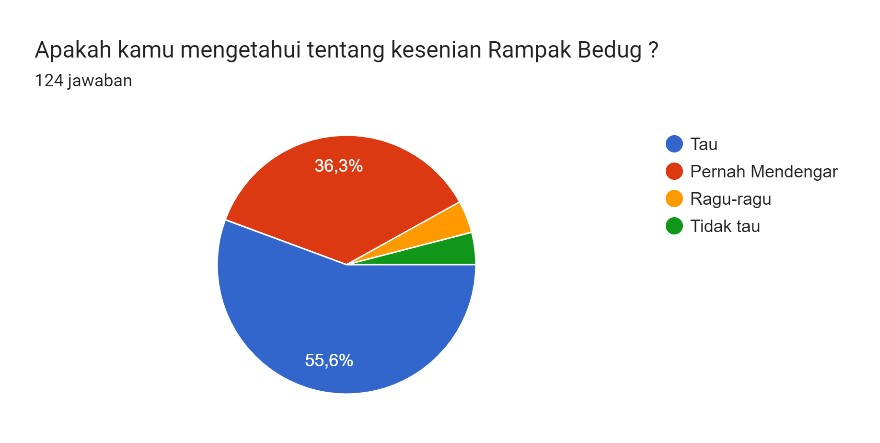 Apakah kamu mengetahui tentang kesenian Rampak Bedug ?
124 jawaban
36,3%
55,6%
Tau
Pernah Mendengar
Ragu-ragu
Tidak tau